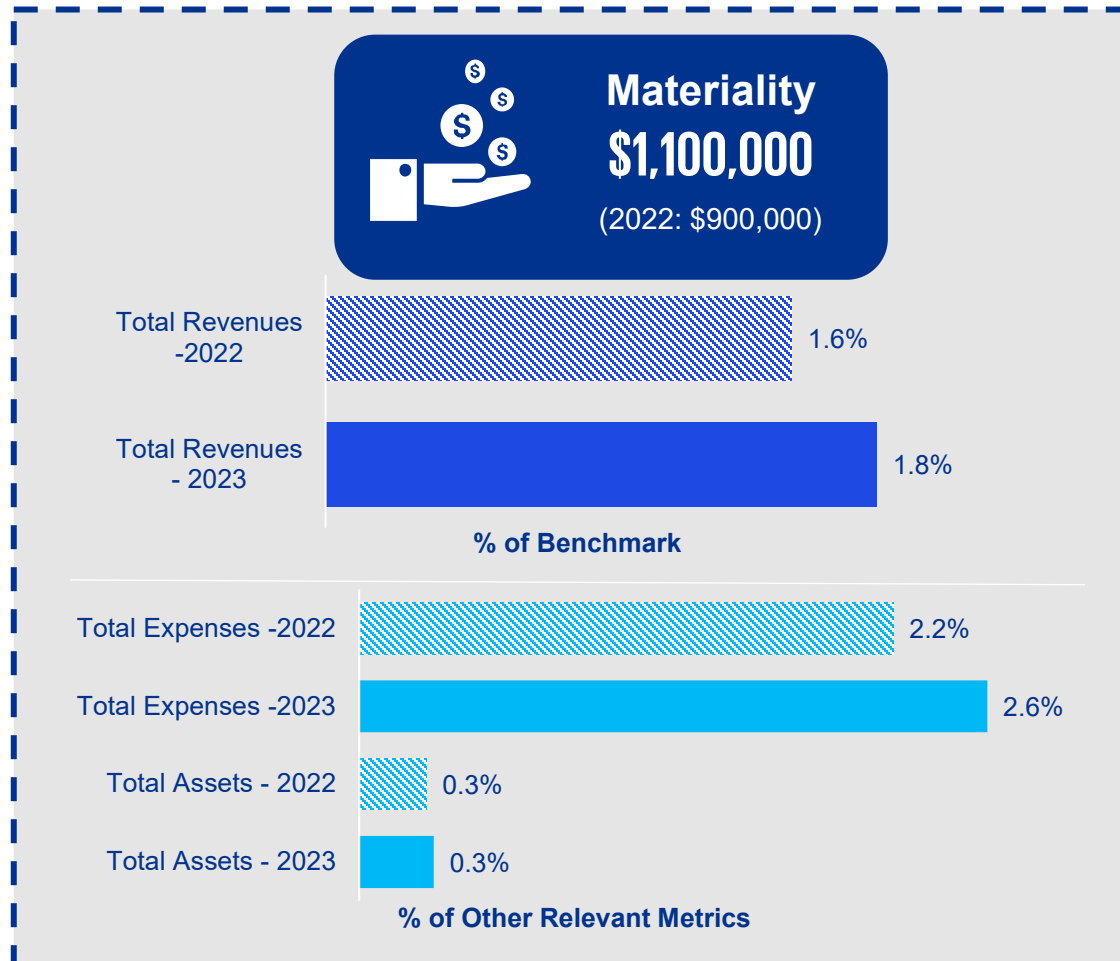 $
$
$
$
Materiality
$1,100,000
(2022: $900,000)
Total Revenues
-2022
1.6%
Total Revenues
- 2023
1.8%
% of Benchmark
Total Expenses -2022
2.2%
Total Expenses -2023
2.6%
Total Assets - 2022
0.3%
Total Assets - 2023
0.3%
% of Other Relevant Metrics